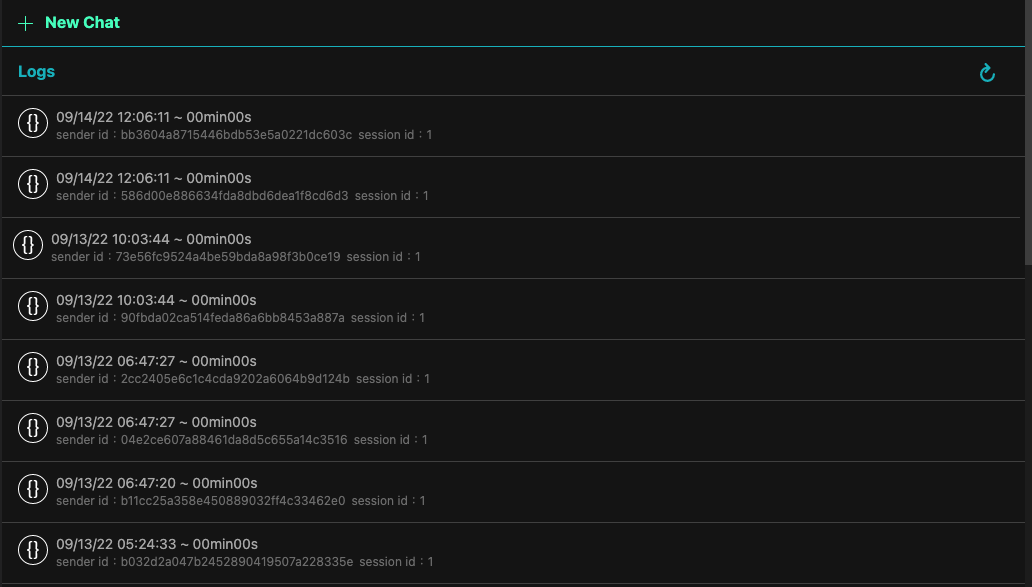 + New Chat
Logs
{} 09/14/22 12:06:11 ~ 00min00s
sender id : bb3604a8715446bdb53e5a0221dc603c session id : 1
{} 09/14/22 12:06:11 ~ 00min00s
sender id : 586d00e886634fda8dbd6dea1f8cd6d3 session id : 1
{} 09/13/22 10:03:44 ~ 00min00s
sender id : 73e56fc9524a4be59bda8a98f3b0ce19 session id : 1
{} 09/13/22 10:03:44 ~ 00min00s
sender id : 90fbda02ca514feda86a6bb8453a887a session id : 1
{} 09/13/22 06:47:27 ~ 00min00s
sender id : 2cc2405e6c1c4cda9202a6064b9d124b session id : 1
{} 09/13/22 06:47:27 ~ 00min00s
sender id : 04e2ce607a88461da8d5c655a14c3516 session id : 1
{} 09/13/22 06:47:20 ~ 00min00s
sender id : b11cc25a358e450889032ff4c33462e0 session id : 1
{} 09/13/22 05:24:33 ~ 00min00s
sender id : b032d2a047b2452890419507a228335e session id : 1